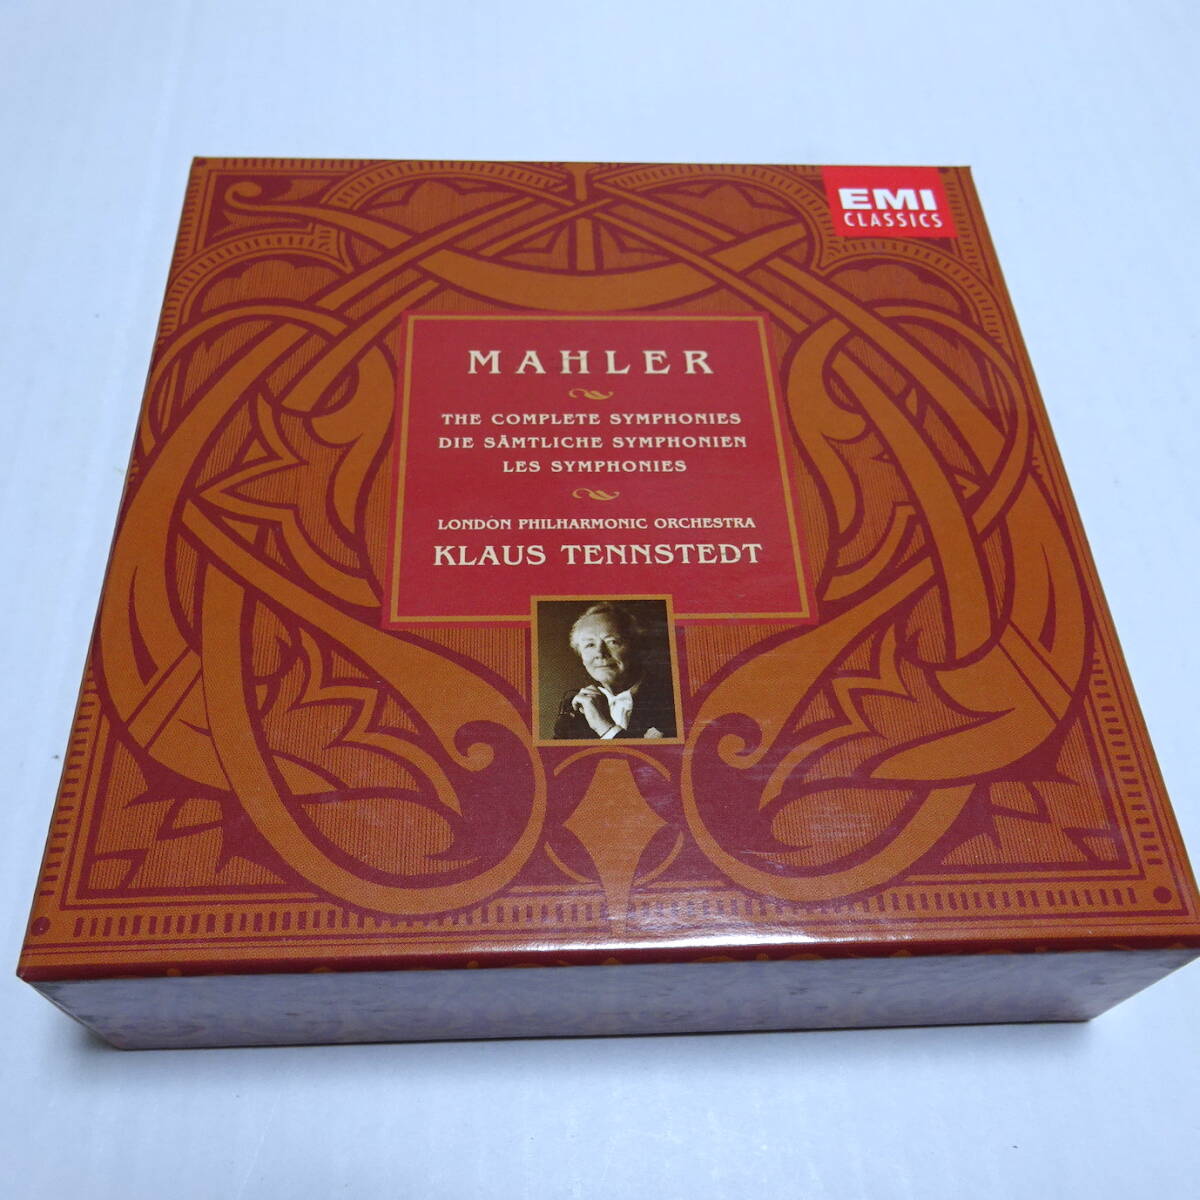 EMI
CLASSICS
MAHLER
THE COMPLETE SYMPHONIES
DIE SÄMTLICHE SYMPHONIEN
LES SYMPHONIES
LONDON PHILHARMONIC ORCHESTRA
KLAUS TENNSTEDT